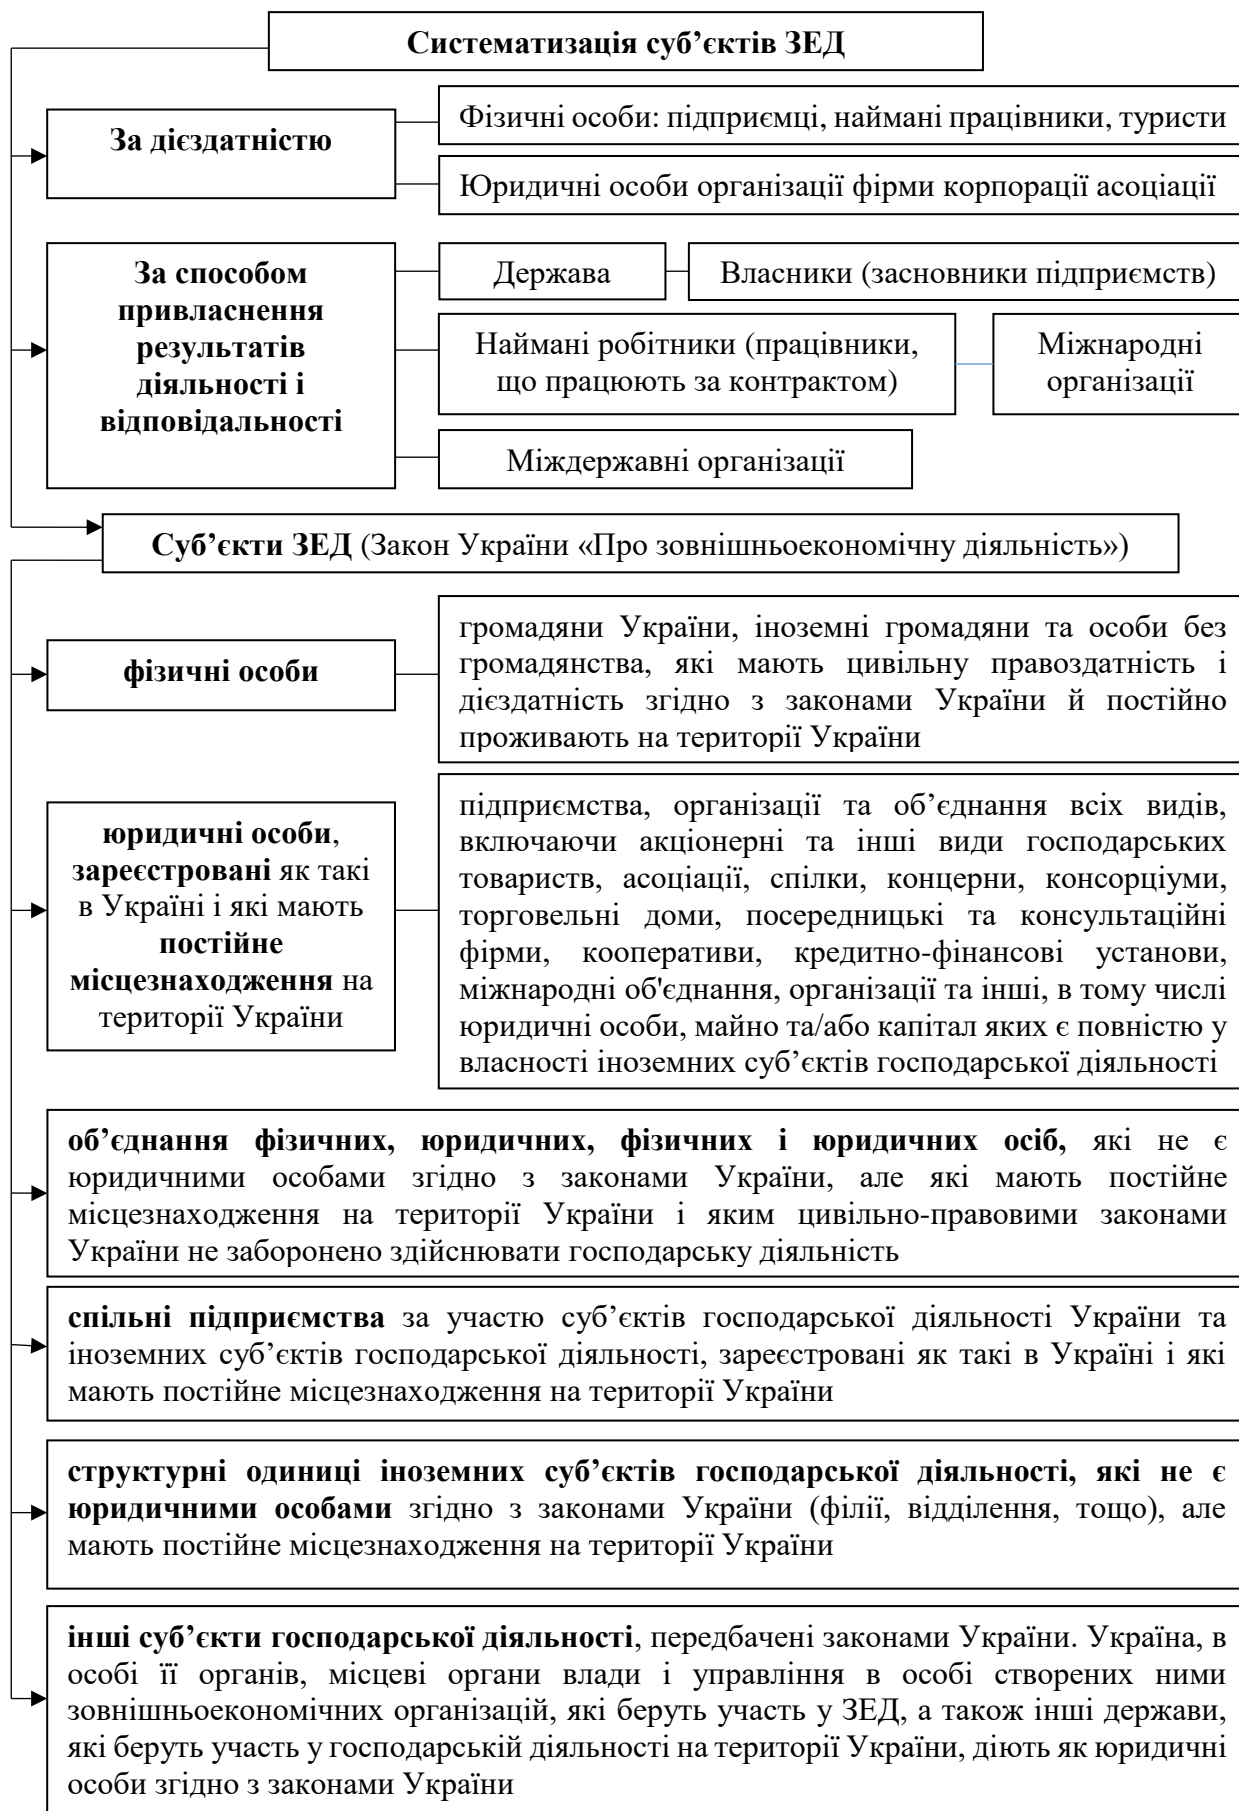 Систематизація суб’єктів ЗЕД
За дієздатністю
Фізичні особи: підприємці, наймані працівники, туристи
Юридичні особи організації фірми корпорації асоціації
За способом
привласнення
результатів
діяльності і
відповідальності
Держава
Власники (засновники підприємств)
Наймані робітники (працівники,
що працюють за контрактом)
Міжнародні
організації
Міждержавні організації
Суб’єкти ЗЕД (Закон України «Про зовнішньоекономічну діяльність»)
фізичні особи
громадяни України, іноземні громадяни та особи без
громадянства, які мають цивільну правоздатність і
дієздатність згідно з законами України й постійно
проживають на території України
юридичні особи,
зареєстровані як такі
в Україні і які мають
постійне
місцезнаходження на
території України
підприємства, організації та об’єднання всіх видів,
включаючи акціонерні та інші види господарських
товариств, асоціації, спілки, концерни, консорціуми,
торговельні доми, посередницькі та консультаційні
фірми, кооперативи, кредитно-фінансові установи,
міжнародні об'єднання, організації та інші, в тому числі
юридичні особи, майно та/або капітал яких є повністю у
власності іноземних суб’єктів господарської діяльності
об’єднання фізичних, юридичних, фізичних і юридичних осіб, які не є
юридичними особами згідно з законами України, але які мають постійне
місцезнаходження на території України і яким цивільно-правовими законами
України не заборонено здійснювати господарську діяльність
спільні підприємства за участю суб’єктів господарської діяльності України та
іноземних суб’єктів господарської діяльності, зареєстровані як такі в Україні і які
мають постійне місцезнаходження на території України
структурні одиниці іноземних суб’єктів господарської діяльності, які не є
юридичними особами згідно з законами України (філії, відділення, тощо), але
мають постійне місцезнаходження на території України
інші суб’єкти господарської діяльності, передбачені законами України. Україна, в
особі її органів, місцеві органи влади і управління в особі створених ними
зовнішньоекономічних організацій, які беруть участь у ЗЕД, а також інші держави,
які беруть участь у господарській діяльності на території України, діють як юридичні
особи згідно з законами України